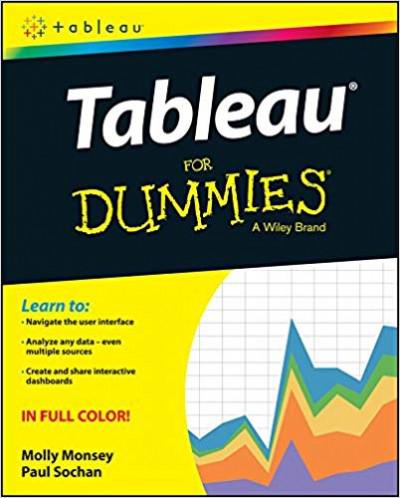 +ableau®
Tableau®
FOR
DUMMIES®
A Wiley Brand
Learn to:
• Navigate the user interface
• Analyze any data – even
multiple sources
• Create and share interactive
dashboards
IN FULL COLOR!
Molly Monsey
Paul Sochan